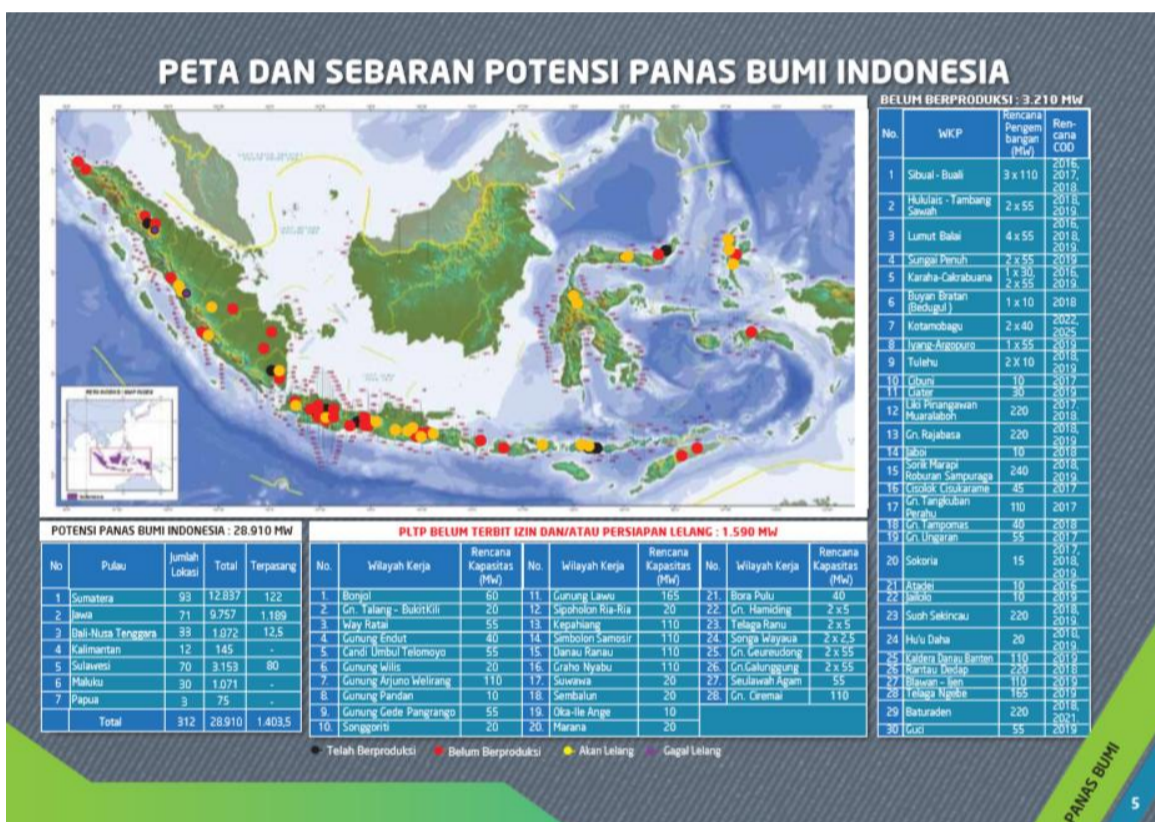 PETA DAN SEBARAN POTENSI PANAS BUMI INDONESIA
BELUM BERPRODUKSI : 3.210 MW
No. WKP Rencana Pengem bangan (MW) Ren- cana COD
1 Sibual - Buali 3 x 110 2016, 2017, 2018,
2 Hululais - Tambang Sawah 2 x 55 2018, 2019
3 Lumut Balai 4 x 55 2016, 2018, 2019,
4 Sungai Penuh 2 x 55 2019
5 Karaha-Cakrabuana 1 x 30, 2 x 55 2016, 2019
6 Buyan Bratan (Bedugul ) 1 x 10 2018
7 Kotamobagu 2 x 40 2022, 2025
8 Iyang-Argopuro 1 x 55 2019
9 Tulehu 2 X 10 2018, 2019
10 Cibuni 10 2017
11 Ciater 30 2019
12 Liki Pinangawan Muaralaboh 220 2017, 2018,
13 Gn. Rajabasa 220 2018, 2019
14 Jaboi 10 2018
15 Sorik Marapi Roburan Sampuraga 240 2018, 2019
16 Cisolok Cisukarame 45 2017
17 Gn. Tangkuban Perahu 110 2017
18 Gn. Tampomas 40 2018
19 Gn. Ungaran 55 2017
20 Sokoria 15 2017, 2018, 2019
21 Atadei 10 2016
22 Jailolo 10 2019
23 Suoh Sekincau 220 2018, 2019
24 Hu'u Daha 20 2019
25 Kaldera Danau Banten 110 2019
26 Rantau Dedap 220 2018
27 Blawan - Ijen 110 2019
28 Telaga Ngebe 165 2019
29 Baturaden 220 2018, 2021
30 Guci 55 2019
PETA INDEKS / MAP INDEX
POTENSI PANAS BUMI INDONESIA : 28.910 MW
No Pulau Jumlah Lokasi Total Terpasang
1 Sumatera 93 12.837 122
2 Jawa 71 9.757 1.189
3 Dali-Nusa Tenggara 33 1.872 12,5
4 Kalimantan 12 145 -
5 Sulawesi 70 3.153 80
6 Maluku 30 1.071 -
7 Papua 3 75 -
Total 312 28.910 1.403,5
PLTP BELUM TERBIT IZIN DAN/ATAU PERSIAPAN LELANG : 1.590 MW
No. Wilayah Kerja Rencana Kapasitas (MW) No. Wilayah Kerja Rencana Kapasitas (MW) No. Wilayah Kerja Rencana Kapasitas (MW)
1. Bonjol 60 11. Gunung Lawu 165 21. Bora Pulu 40
2. Gn. Talang - BukitKili 20 12. Sipoholon Ria-Ria 20 22. Gn. Hamiding 2 x 5
3. Way Ratai 55 13. Kepahiang 110 23. Telaga Ranu 2 x 5
4. Gunung Endut 40 14. Simbolon Samosir 110 24. Songa Wayaua 2 x 2,5
5. Candi Umbul Telomoyo 55 15. Danau Ranau 110 25. Gn. Geureudong 2 x 55
6. Gunung Wilis 20 16. Graho Nyabu 110 26. Gn.Galunggung 2 x 55
7. Gunung Arjuno Welirang 110 17. Suwawa 20 27. Seulawah Agam 55
8. Gunung Pandan 10 18. Sembalun 20 28. Gn. Ciremai 110
9. Gunung Gede Pangrango 55 19. Oka-Ile Ange 10
10. Songgoriti 20 20. Marana 20
Telah Berproduksi Belum Berproduksi Akan Lelang Gagal Lelang
PANAS BUMI
5